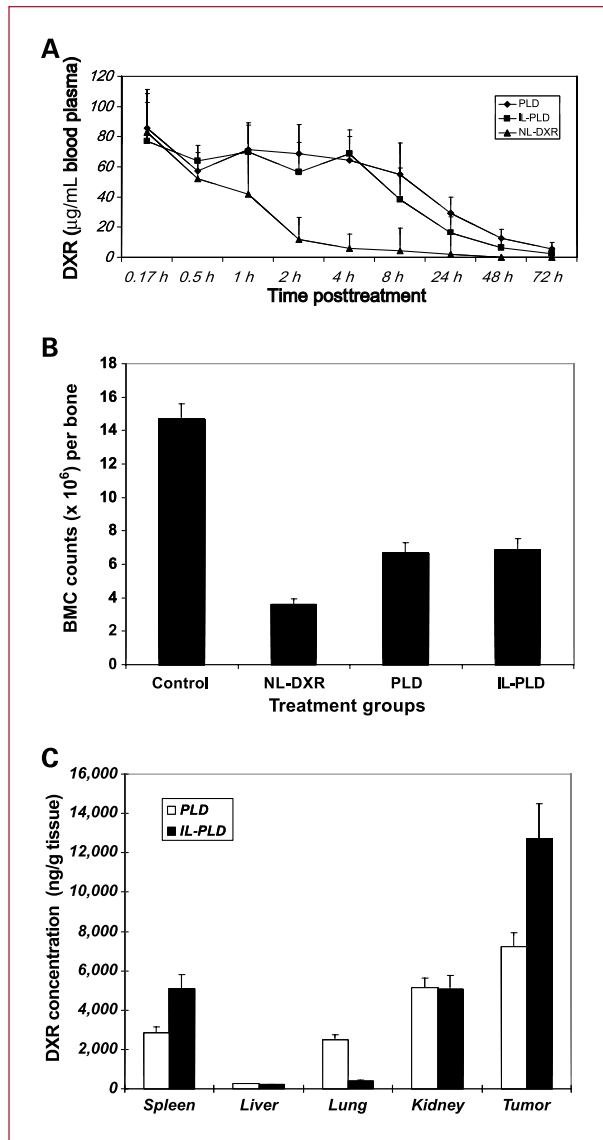 A
DXR (µg/mL blood plasma)
120
100
80
60
40
20
0
PLD
IL-PLD
NL-DXR
0.17 h 0.5 h 1 h 2 h 4 h 8 h 24 h 48 h 72 h
Time posttreatment
B
BMC counts (x 10⁶) per bone
18
16
14
12
10
8
6
4
2
0
Control NL-DXR PLD IL-PLD
Treatment groups
C
DXR concentration (ng/g tissue)
16,000
14,000
12,000
10,000
8,000
6,000
4,000
2,000
0
PLD
IL-PLD
Spleen Liver Lung Kidney Tumor